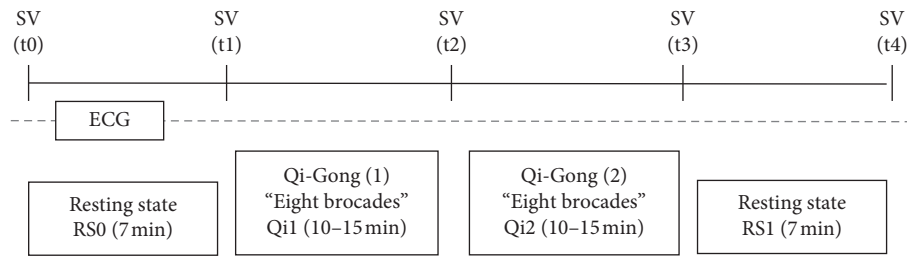 SV
(t0)
SV
(t1)
SV
(t2)
SV
(t3)
SV
(t4)
ECG
Resting state
RS0 (7 min)
Qi-Gong (1)
“Eight brocades”
Qi1 (10–15 min)
Qi-Gong (2)
“Eight brocades”
Qi2 (10–15 min)
Resting state
RS1 (7 min)